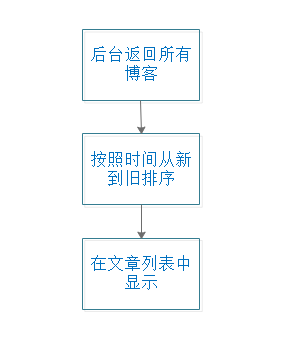 后台返回所有
博客
按照时间从新
到旧排序
在文章列表中
显示